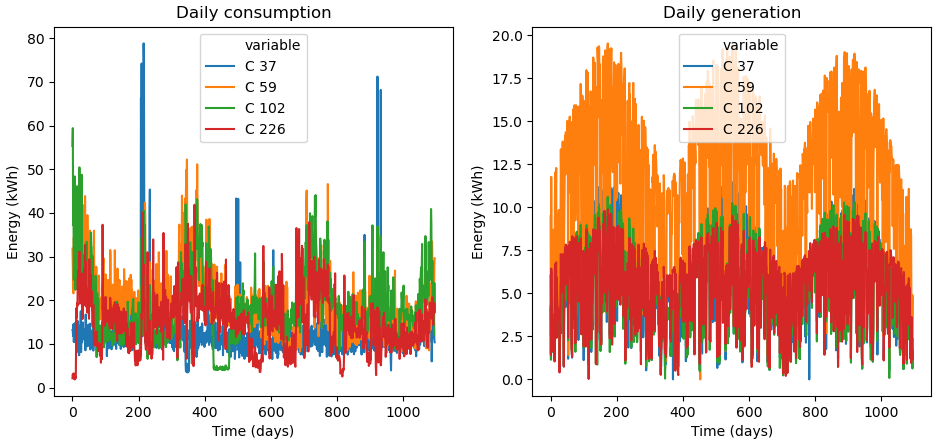 Daily consumption
Energy (kWh)
80
70
60
50
40
30
20
10
0
variable
C 37
C 59
C 102
C 226
0 200 400 600 800 1000
Time (days)
Daily generation
Energy (kWh)
20.0
17.5
15.0
12.5
10.0
7.5
5.0
2.5
0.0
variable
C 37
C 59
C 102
C 226
0 200 400 600 800 1000
Time (days)